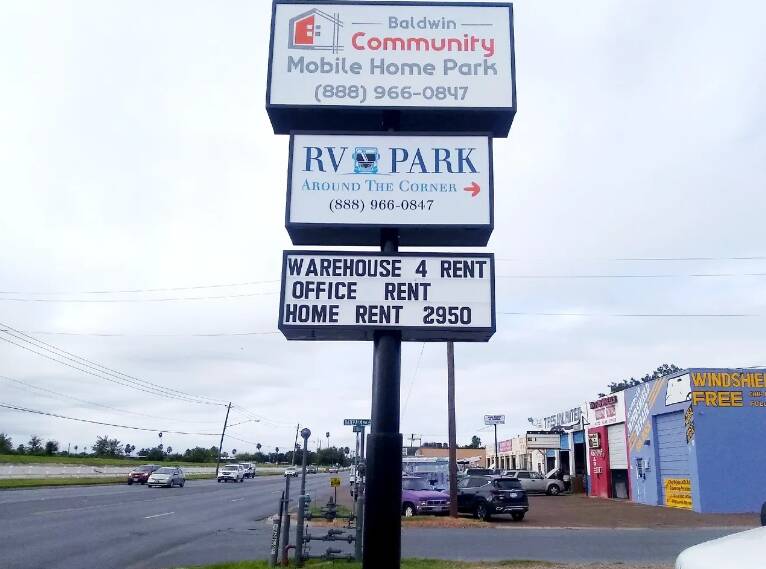 Baldwin
Community
Mobile Home Park
(888) 966-0847
RV PARK
AROUND THE CORNER
(888) 966-0847
WAREHOUSE 4 RENT
OFFICE RENT
HOME RENT 2950
WINDSHIE
FREE